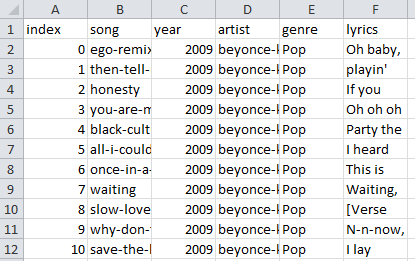 A B C D E F
1 index song year artist genre lyrics
2 0 ego-remix 2009 beyonce-k Pop Oh baby,
3 1 then-tell- 2009 beyonce-k Pop playin'
4 2 honesty 2009 beyonce-k Pop If you
5 3 you-are-m 2009 beyonce-k Pop Oh oh oh
6 4 black-cult 2009 beyonce-k Pop Party the
7 5 all-i-could 2009 beyonce-k Pop I heard
8 6 once-in-a- 2009 beyonce-k Pop This is
9 7 waiting 2009 beyonce-k Pop Waiting,
10 8 slow-love 2009 beyonce-k Pop [Verse
11 9 why-don- 2009 beyonce-k Pop N-n-now,
12 10 save-the- 2009 beyonce-k Pop I lay